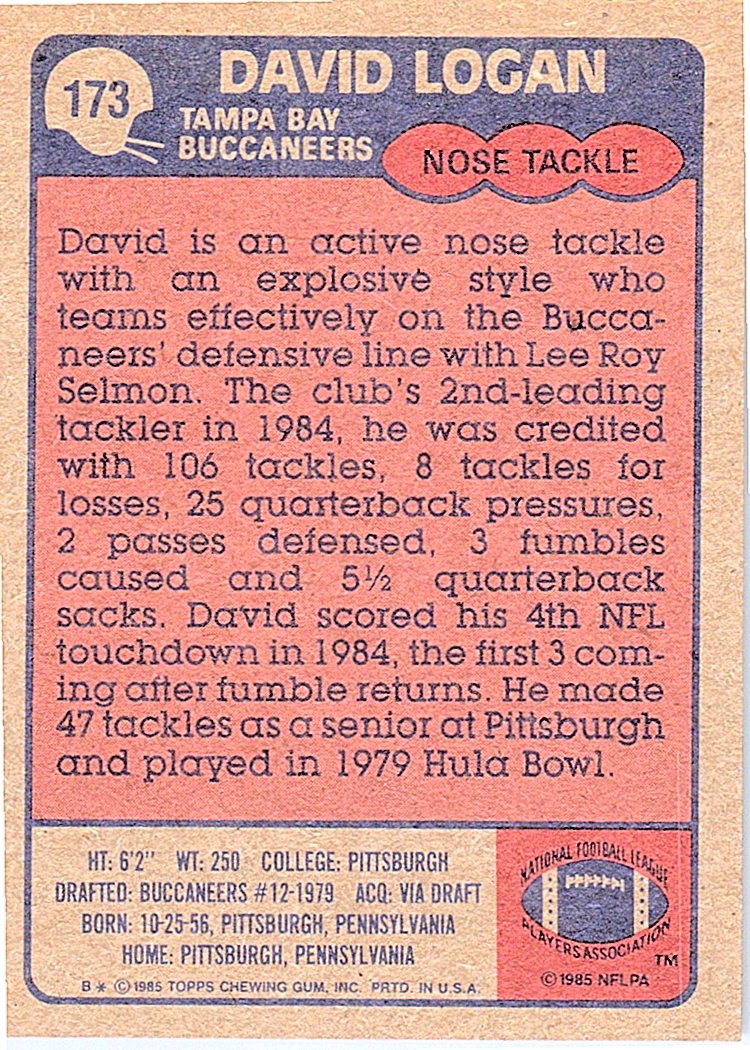 173
DAVID LOGAN
TAMPA BAY
BUCCANEERS
NOSE TACKLE
David is an active nose tackle
with an explosive style who
teams effectively on the Bucca-
neers' defensive line with Lee Roy
Selmon. The club's 2nd-leading
tackler in 1984, he was credited
with 106 tackles, 8 tackles for
losses, 25 quarterback pressures,
2 passes defensed, 3 fumbles
caused and 5½ quarterback
sacks. David scored his 4th NFL
touchdown in 1984, the first 3 com-
ing after fumble returns. He made
47 tackles as a senior at Pittsburgh
and played in 1979 Hula Bowl.
HT: 6'2" WT: 250 COLLEGE: PITTSBURGH
DRAFTED: BUCCANEERS #12-1979 ACQ: VIA DRAFT
BORN: 10-25-56, PITTSBURGH, PENNSYLVANIA
HOME: PITTSBURGH, PENNSYLVANIA
B * © 1985 TOPPS CHEWING GUM, INC. PRTD. IN U.S.A.
NATIONAL FOOTBALL LEAGUE
PLAYERS ASSOCIATION
TM
© 1985 NFLPA